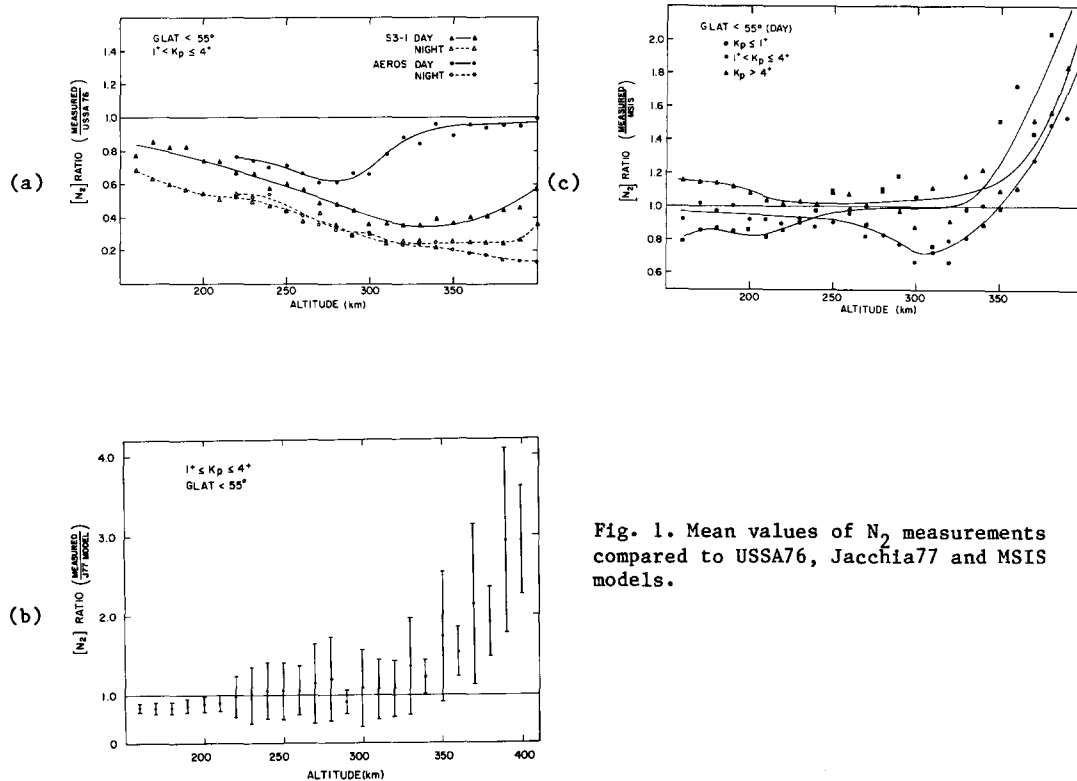 (a)
GLAT < 55°
1⁺ < Kp ≤ 4⁺
S3-1 DAY
NIGHT
AEROS DAY
NIGHT
[N₂] RATIO (MEASURED / USSA 76)
1.4
1.2
1.0
0.8
0.6
0.4
0.2
200
250
300
350
ALTITUDE (km)
(c)
GLAT < 55° (DAY)
Kp ≤ 1⁺
1⁺ < Kp ≤ 4⁺
Kp > 4⁺
[N₂] RATIO (MEASURED / MSIS)
2.0
1.8
1.6
1.4
1.2
1.0
0.8
0.6
200
250
300
350
ALTITUDE (km)
(b)
1⁺ ≤ Kp ≤ 4⁺
GLAT < 55°
[N₂] RATIO (MEASURED / J77 MODEL)
4.0
3.0
2.0
1.0
0
200
250
300
350
400
ALTITUDE(km)
Fig. 1. Mean values of N₂ measurements
compared to USSA76, Jacchia77 and MSIS
models.